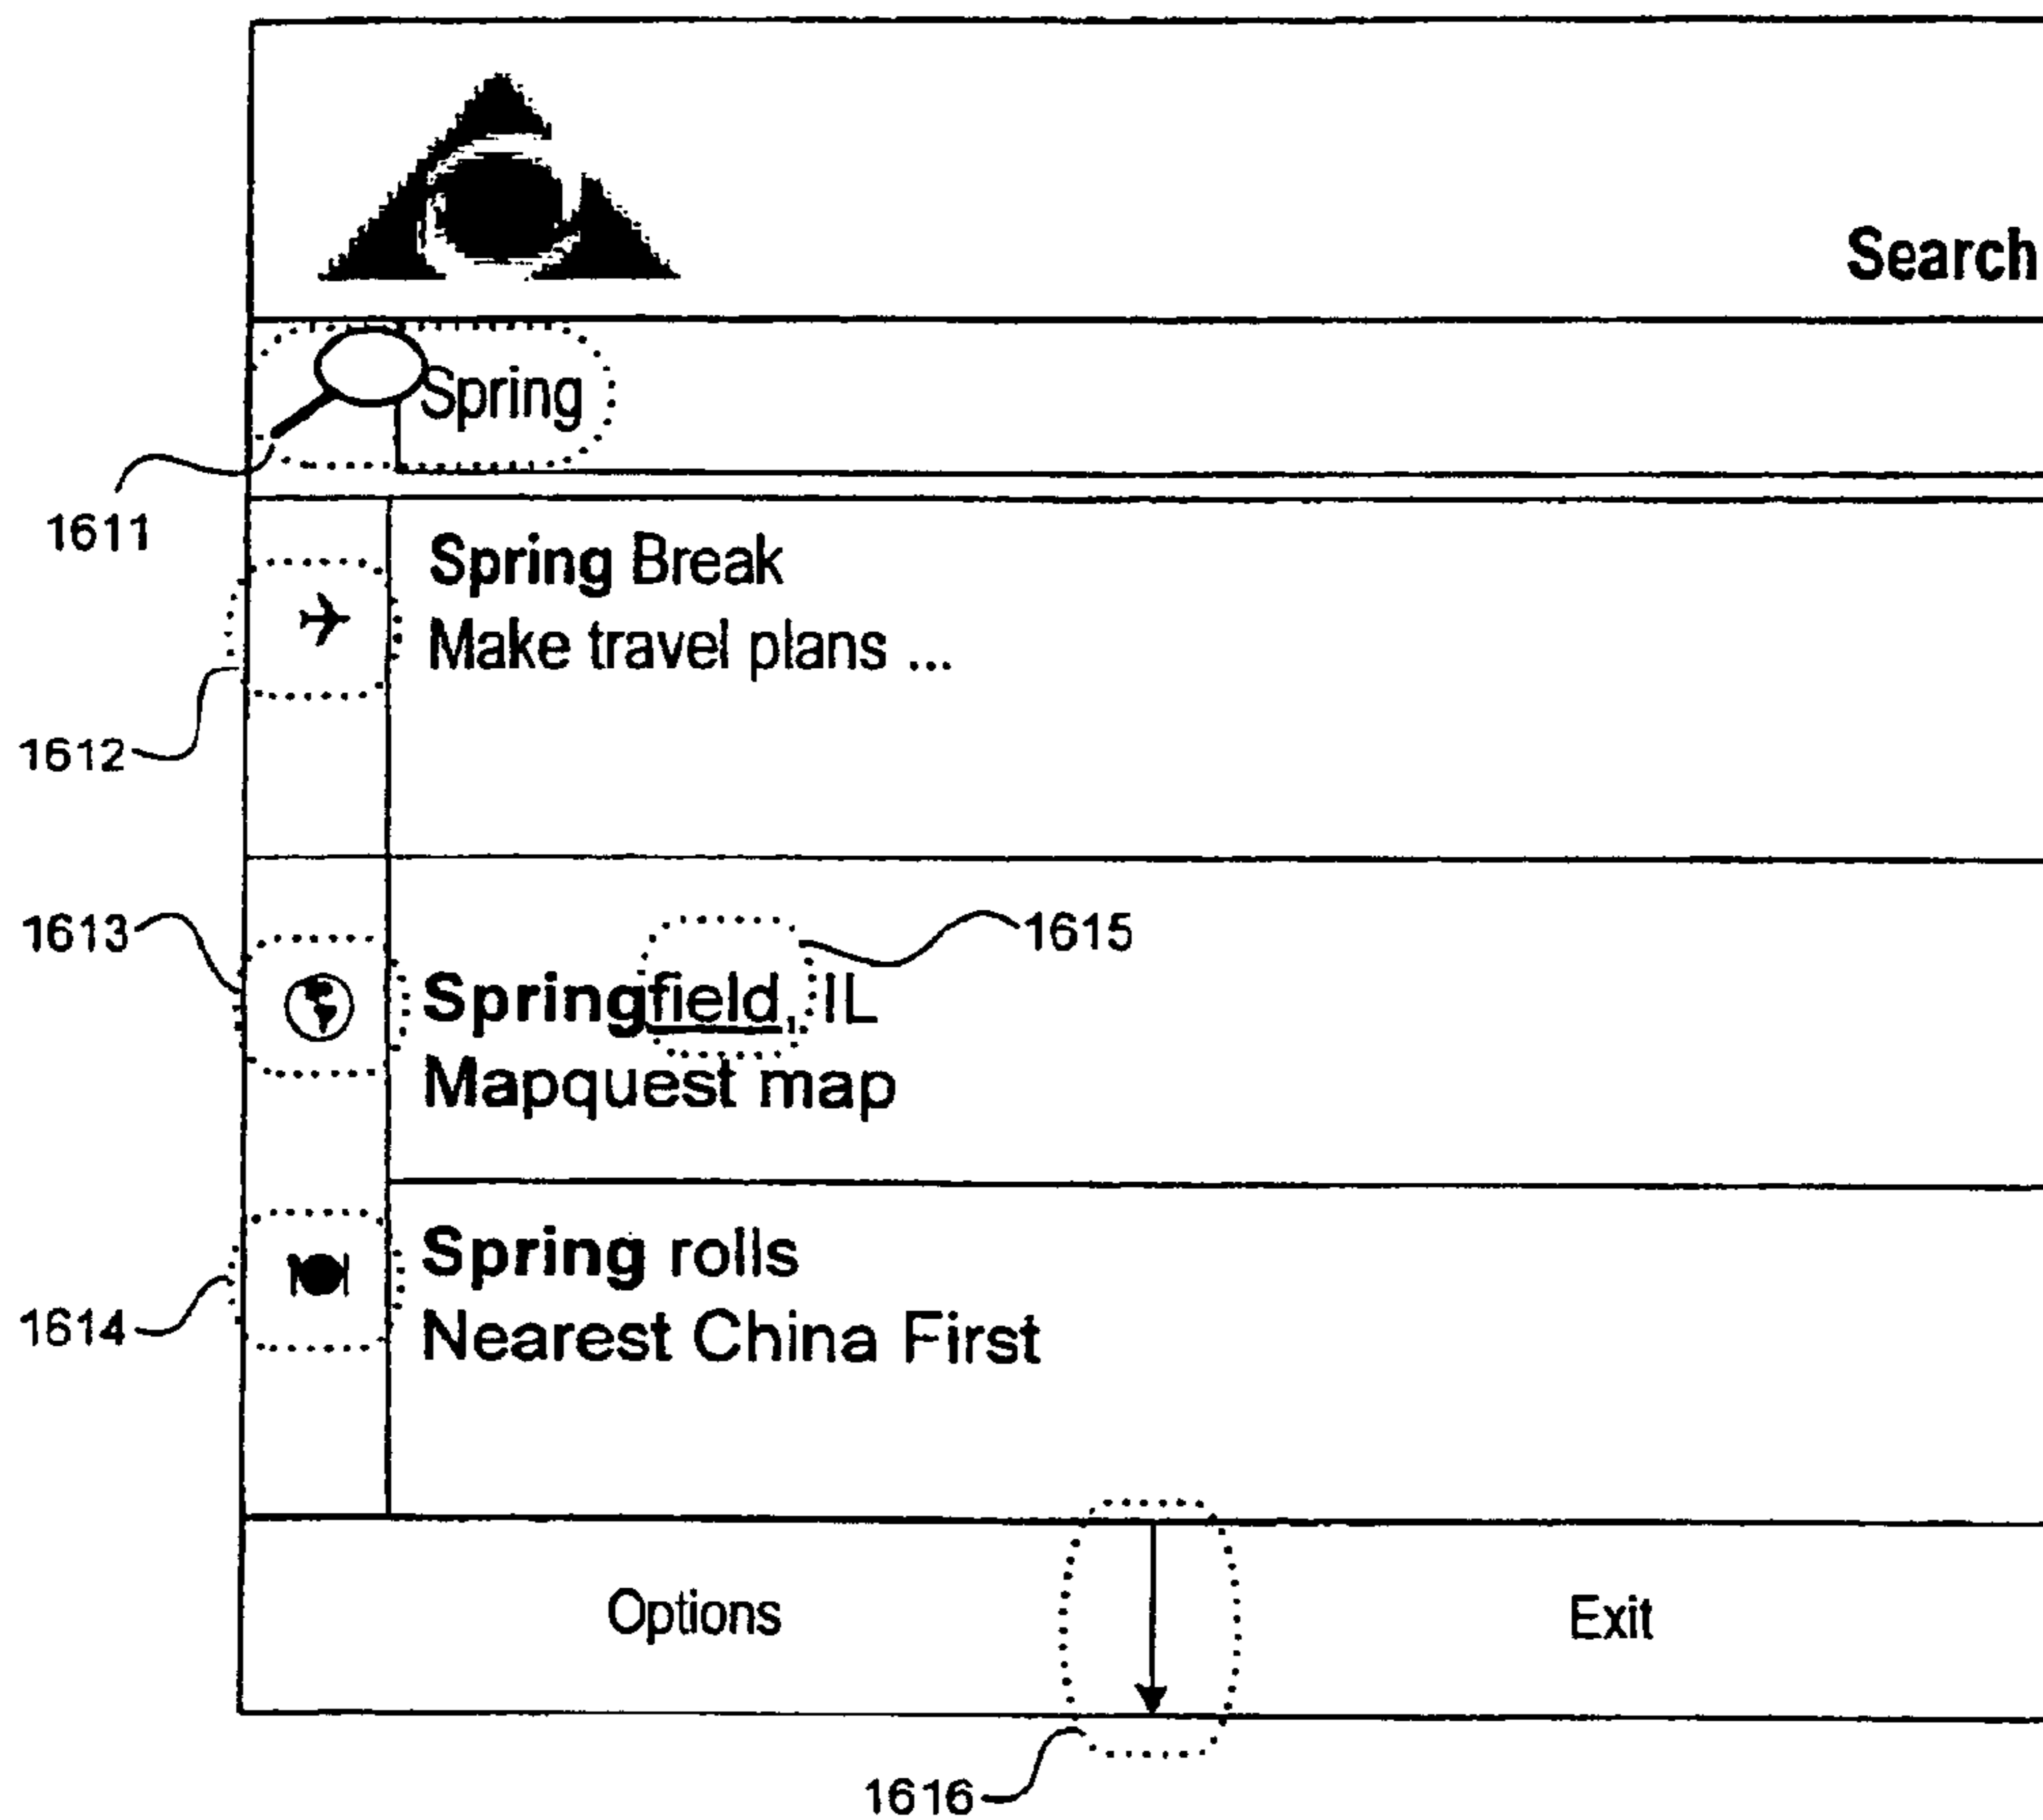 Search
Spring
1611
Spring Break
Make travel plans ...
1612
1613
1615
Springfield, IL
Mapquest map
Spring rolls
Nearest China First
1614
Options
Exit
1616